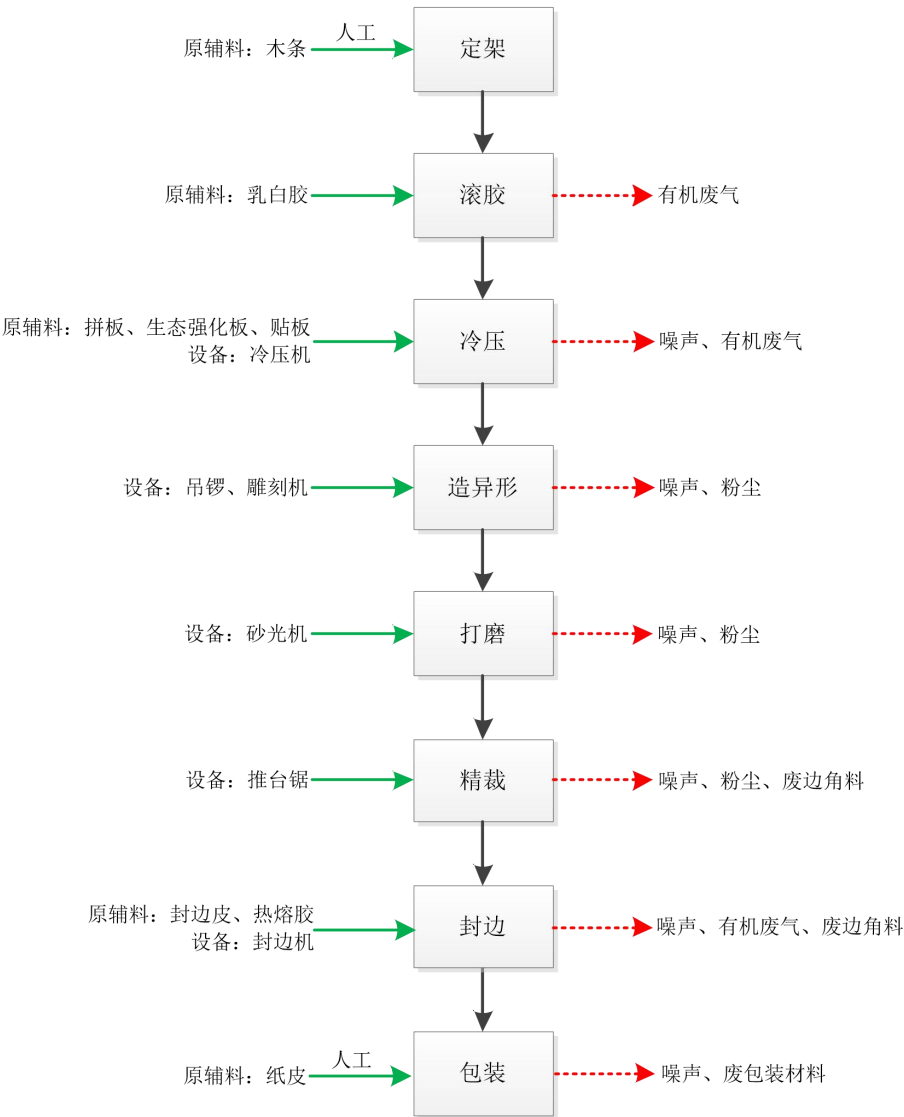 人工
原辅料：木条
定架
原辅料：乳白胶
滚胶
有机废气
原辅料：拼板、生态强化板、贴板
设备：冷压机
冷压
噪声、有机废气
设备：吊锣、雕刻机
造异形
噪声、粉尘
设备：砂光机
打磨
噪声、粉尘
设备：推台锯
精裁
噪声、粉尘、废边角料
原辅料：封边皮、热熔胶
设备：封边机
封边
噪声、有机废气、废边角料
人工
原辅料：纸皮
包装
噪声、废包装材料